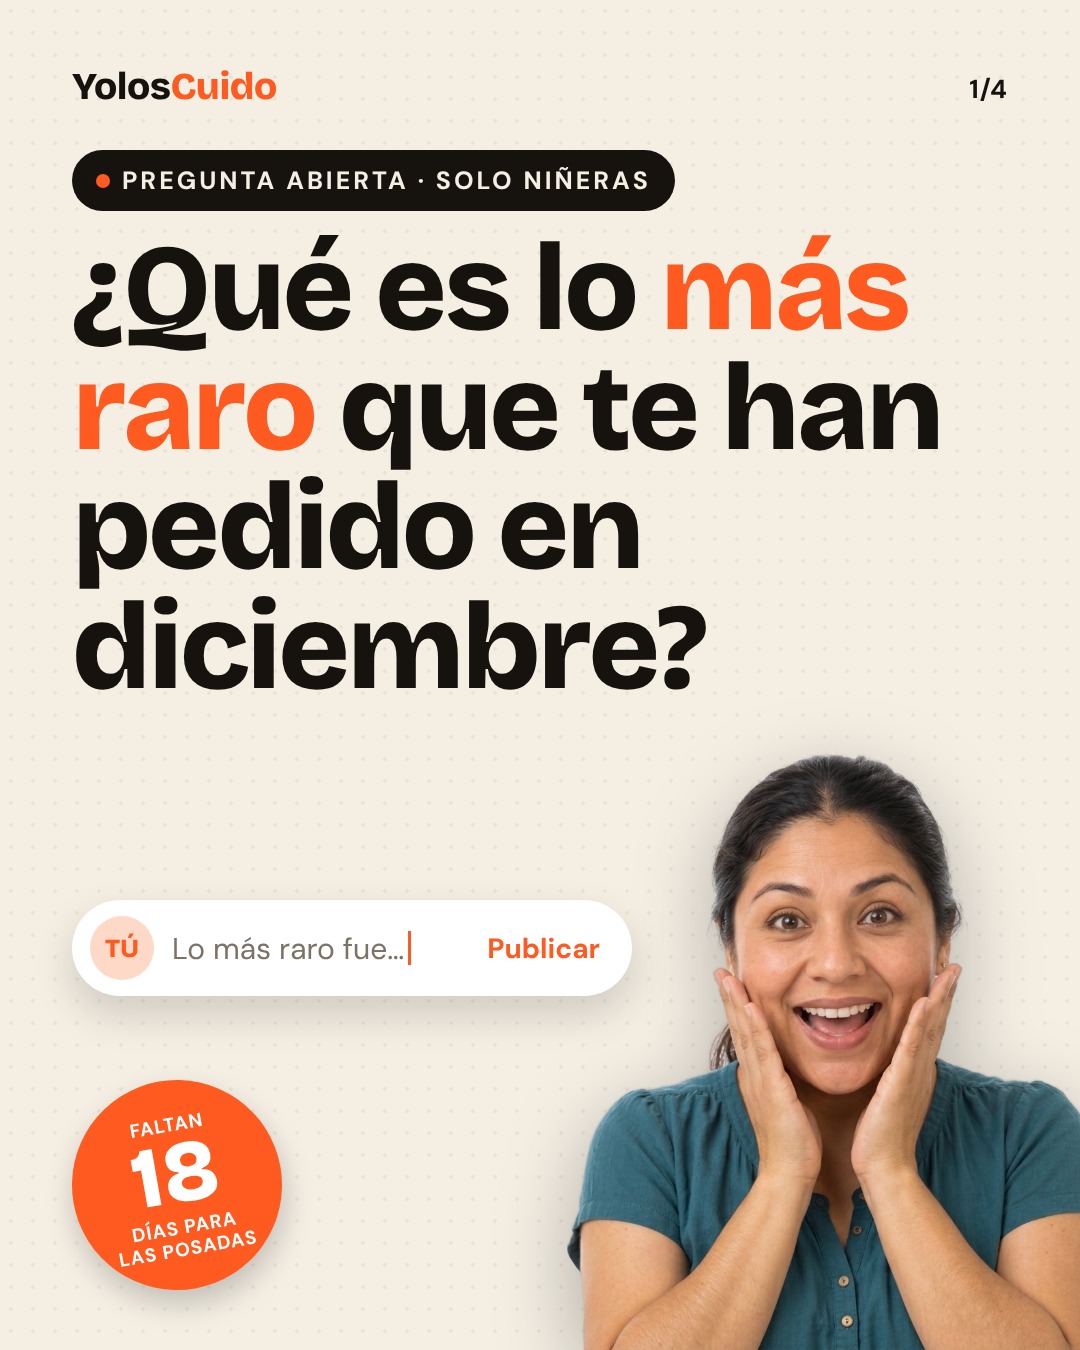 YolosCuido
1/4
PREGUNTA ABIERTA · SOLO NIÑERAS
¿Qué es lo más
raro que te han
pedido en
diciembre?
TÚ Lo más raro fue... Publicar
FALTAN
18
DÍAS PARA
LAS POSADAS